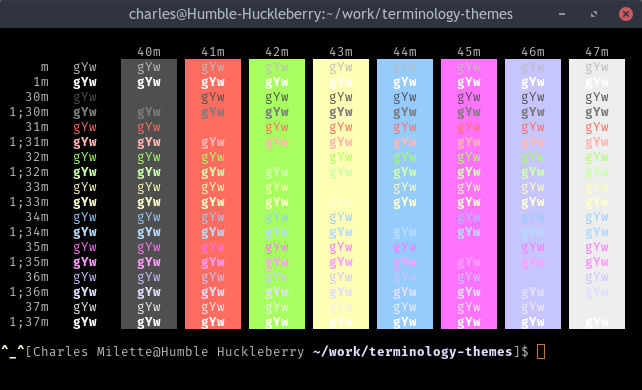 charles@Humble-Huckleberry:~/work/terminology-themes
40m 41m 42m 43m 44m 45m 46m 47m
m gYw gYw gYw gYw gYw gYw gYw gYw gYw
1m gYw gYw gYw gYw gYw gYw gYw gYw gYw
30m gYw gYw gYw gYw gYw gYw gYw gYw
1;30m gYw gYw gYw gYw gYw gYw gYw gYw gYw
31m gYw gYw gYw gYw gYw gYw gYw gYw
1;31m gYw gYw gYw gYw gYw gYw gYw gYw gYw
32m gYw gYw gYw gYw gYw gYw gYw gYw
1;32m gYw gYw gYw gYw gYw gYw gYw gYw gYw
33m gYw gYw gYw gYw gYw gYw gYw gYw
1;33m gYw gYw gYw gYw gYw gYw gYw gYw gYw
34m gYw gYw gYw gYw gYw gYw gYw gYw
1;34m gYw gYw gYw gYw gYw gYw gYw gYw gYw
35m gYw gYw gYw gYw gYw gYw gYw gYw
1;35m gYw gYw gYw gYw gYw gYw gYw gYw gYw
36m gYw gYw gYw gYw gYw gYw gYw gYw
1;36m gYw gYw gYw gYw gYw gYw gYw gYw gYw
37m gYw gYw gYw gYw gYw gYw gYw gYw
1;37m gYw gYw gYw gYw gYw gYw gYw gYw gYw
^_^[Charles Milette@Humble Huckleberry ~/work/terminology-themes]$